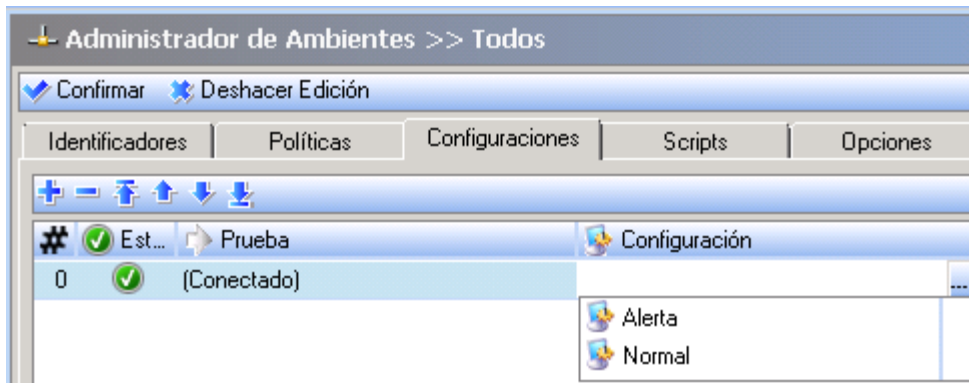 Administrador de Ambientes >> Todos
Confirmar Deshacer Edición
Identificadores Políticas Configuraciones Scripts Opciones
# Est... Prueba Configuración
0 (Conectado) ...
Alerta
Normal